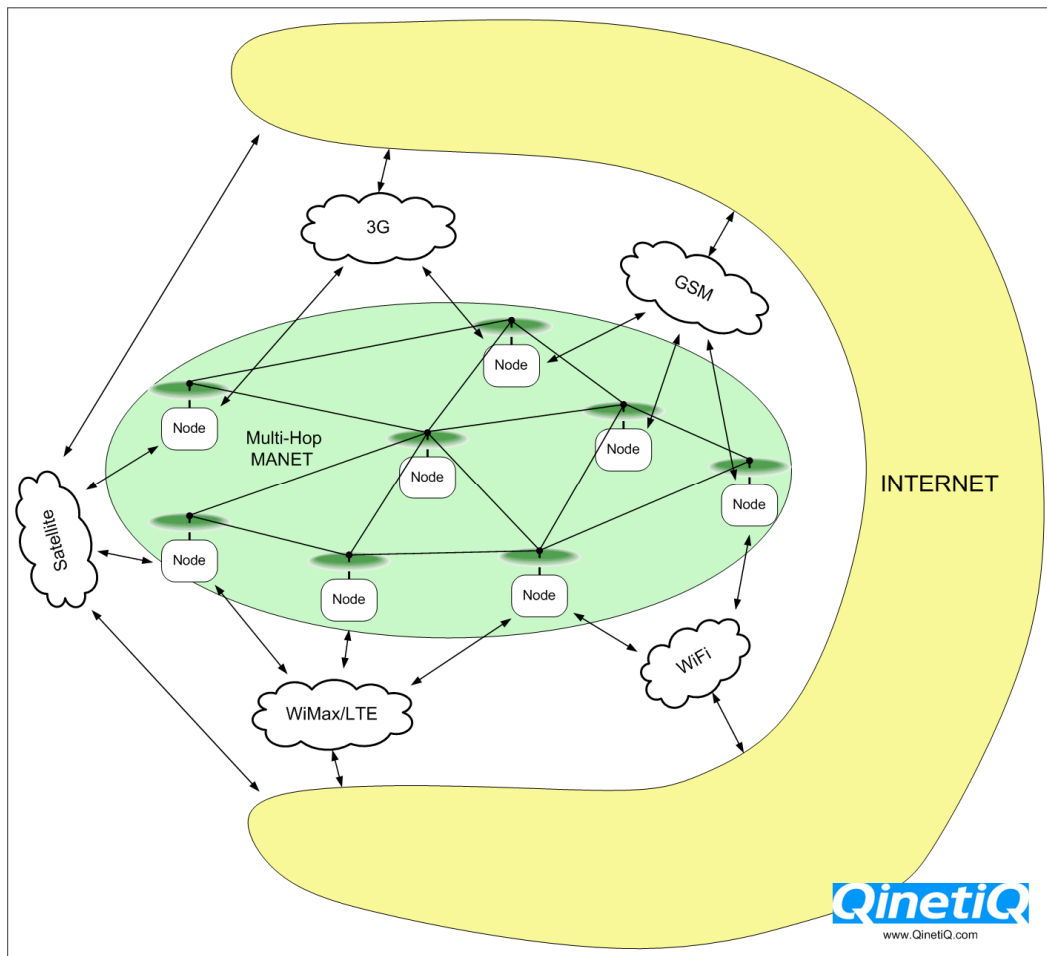 3G
GSM
Node
Node
Multi-Hop
MANET
Node
Node
Node
INTERNET
Satellite
Node
Node
Node
WiFi
WiMax/LTE
QinetiQ
www.QinetiQ.com